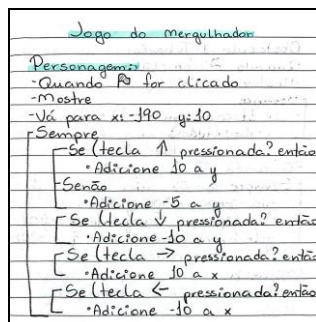 Jogo do mergulhador
Personagem:
-Quando 🏳 for clicado
-Mostre
-Vá para x: -190 y: 10
Sempre
Se (tecla ↑ pressionada? então
•Adicione 10 a y
Senão
•Adicione -5 a y
Se (tecla ↓ pressionada? então
•Adicione -10 a y
Se (tecla → pressionada? então
•Adicione 10 a x
Se (tecla ← pressionada? então
•Adicione -10 a x